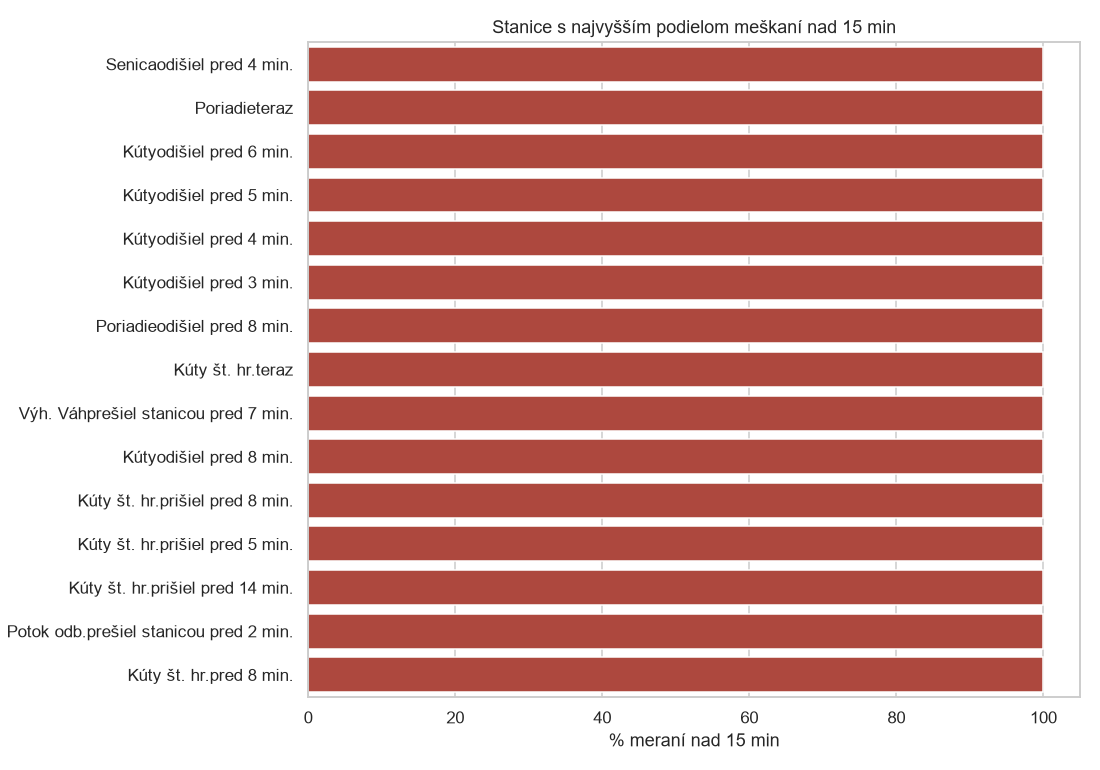 Stanice s najvyšším podielom meškaní nad 15 min
Senicaodišiel pred 4 min.
Poriadieteraz
Kútyodišiel pred 6 min.
Kútyodišiel pred 5 min.
Kútyodišiel pred 4 min.
Kútyodišiel pred 3 min.
Poriadieodišiel pred 8 min.
Kúty št. hr.teraz
Výh. Váhprešiel stanicou pred 7 min.
Kútyodišiel pred 8 min.
Kúty št. hr.prišiel pred 8 min.
Kúty št. hr.prišiel pred 5 min.
Kúty št. hr.prišiel pred 14 min.
Potok odb.prešiel stanicou pred 2 min.
Kúty št. hr.pred 8 min.
0 20 40 60 80 100
% meraní nad 15 min